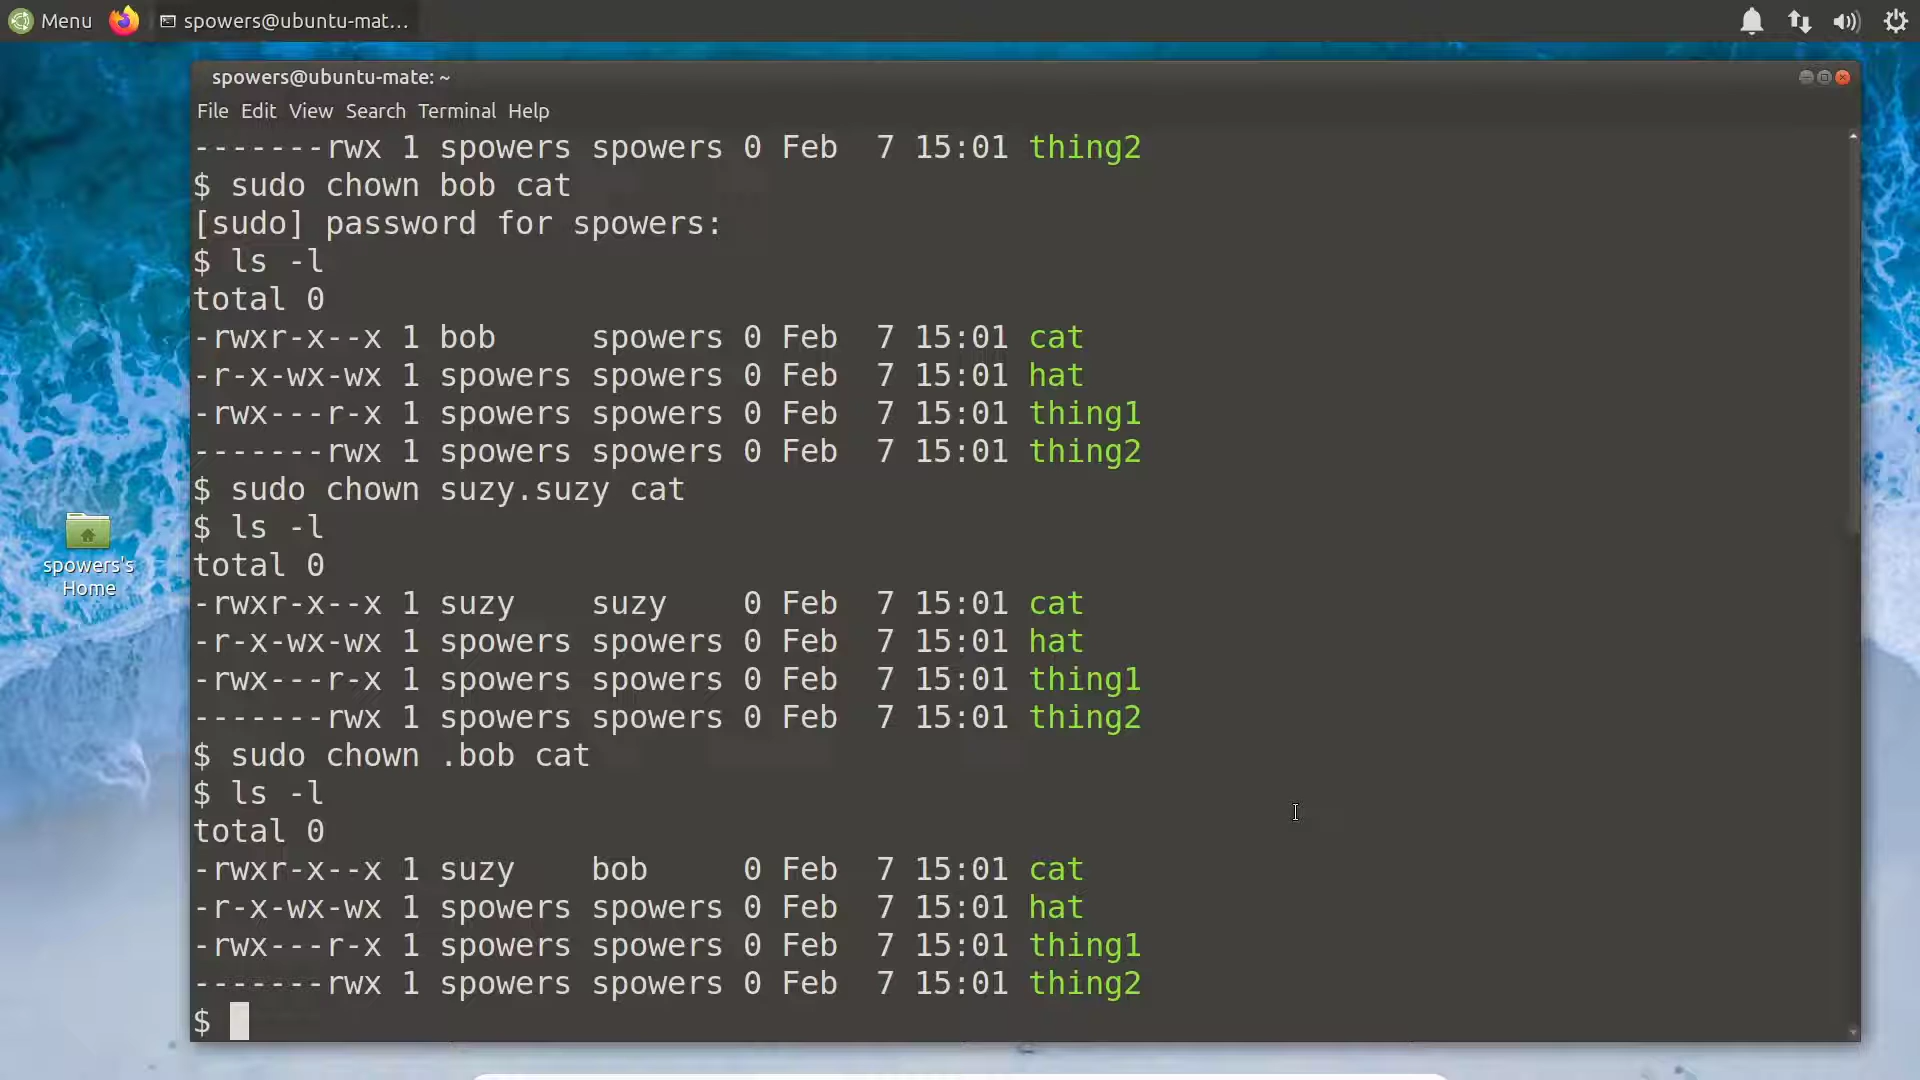 Menu spowers@ubuntu-mat...
spowers@ubuntu-mate: ~
File Edit View Search Terminal Help
-------rwx 1 spowers spowers 0 Feb  7 15:01 thing2
$ sudo chown bob cat
[sudo] password for spowers:
$ ls -l
total 0
-rwxr-x--x 1 bob     spowers 0 Feb  7 15:01 cat
-r-x-wx-wx 1 spowers spowers 0 Feb  7 15:01 hat
-rwx---r-x 1 spowers spowers 0 Feb  7 15:01 thing1
-------rwx 1 spowers spowers 0 Feb  7 15:01 thing2
$ sudo chown suzy.suzy cat
$ ls -l
total 0
-rwxr-x--x 1 suzy    suzy    0 Feb  7 15:01 cat
-r-x-wx-wx 1 spowers spowers 0 Feb  7 15:01 hat
-rwx---r-x 1 spowers spowers 0 Feb  7 15:01 thing1
-------rwx 1 spowers spowers 0 Feb  7 15:01 thing2
$ sudo chown .bob cat
$ ls -l
total 0
-rwxr-x--x 1 suzy    bob     0 Feb  7 15:01 cat
-r-x-wx-wx 1 spowers spowers 0 Feb  7 15:01 hat
-rwx---r-x 1 spowers spowers 0 Feb  7 15:01 thing1
-------rwx 1 spowers spowers 0 Feb  7 15:01 thing2
$
spowers's
Home